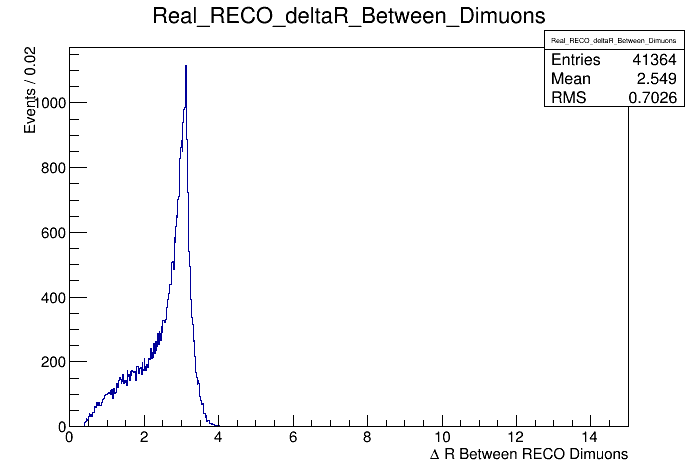 Real_RECO_deltaR_Between_Dimuons
Real_RECO_deltaR_Between_Dimuons
Entries 41364
Mean 2.549
RMS 0.7026
Events / 0.02
1000
800
600
400
200
0
0 2 4 6 8 10 12 14
Δ R Between RECO Dimuons